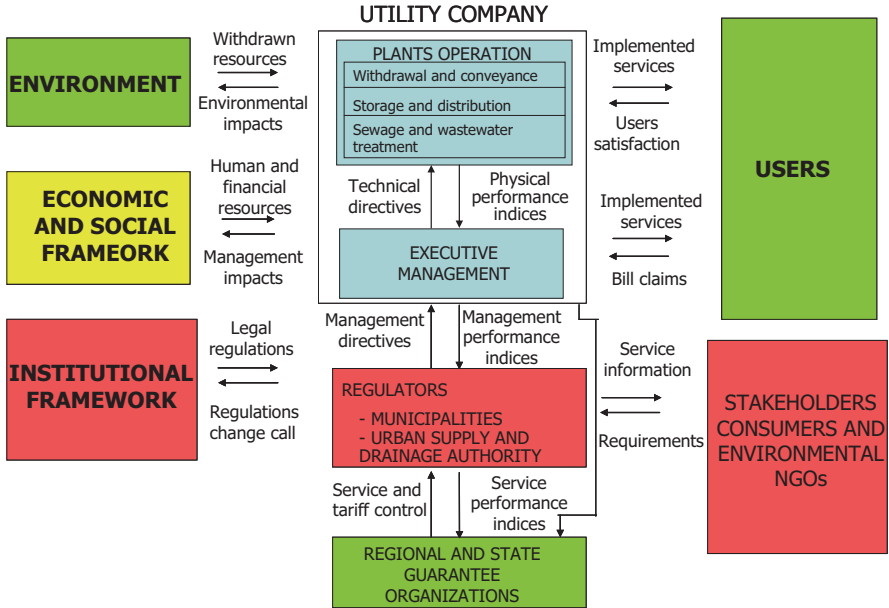 UTILITY COMPANY
ENVIRONMENT
Withdrawn
resources
Environmental
impacts
PLANTS OPERATION
Withdrawal and conveyance
Storage and distribution
Sewage and wastewater
treatment
Implemented
services
Users
satisfaction
USERS
ECONOMIC
AND SOCIAL
FRAMEORK
Human and
financial
resources
Management
impacts
Technical
directives
Physical
performance
indices
EXECUTIVE
MANAGEMENT
Implemented
services
Bill claims
INSTITUTIONAL
FRAMEWORK
Legal
regulations
Regulations
change call
Management
directives
Management
performance
indices
REGULATORS
- MUNICIPALITIES
- URBAN SUPPLY AND
DRAINAGE AUTHORITY
Service
information
Requirements
STAKEHOLDERS
CONSUMERS AND
ENVIRONMENTAL
NGOs
Service and
tariff control
Service
performance
indices
REGIONAL AND STATE
GUARANTEE
ORGANIZATIONS